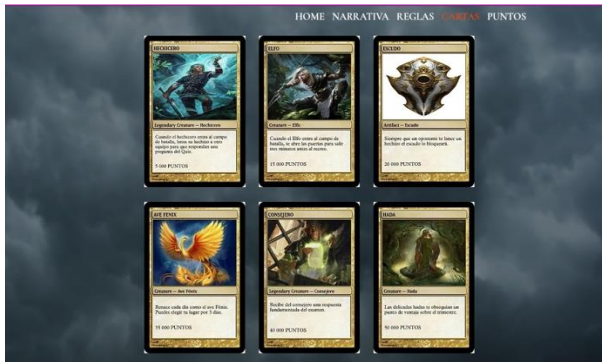 HOME NARRATIVA REGLAS CARTAS PUNTOS
HECHICERO
Legendary Creature — Hechicero
Cuando el hechicero entra al campo
de batalla, lanza su hechizo a otro
equipo para que respondan una
pregunta del Quiz.
5 000 PUNTOS
ELFO
Creature — Elfo
Cuando el Elfo entra al campo de
batalla, te abre las puertas para salir
tres minutos antes al recreo.
15 000 PUNTOS
ESCUDO
Artifact — Escudo
Siempre que un oponente te lance un
hechizo el escudo lo bloqueará.
20 000 PUNTOS
AVE FENIX
Creature — Ave Fénix
Renace cada día como el ave Fénix.
Puedes elegir tu lugar por 3 días.
35 000 PUNTOS
CONSEJERO
Legendary Creature — Consejero
Recibe del consejero una respuesta
fundamentada del examen.
40 000 PUNTOS
HADA
Creature — Hada
Las delicadas hadas te obsequian un
punto de ventaja sobre el trimestre.
50 000 PUNTOS